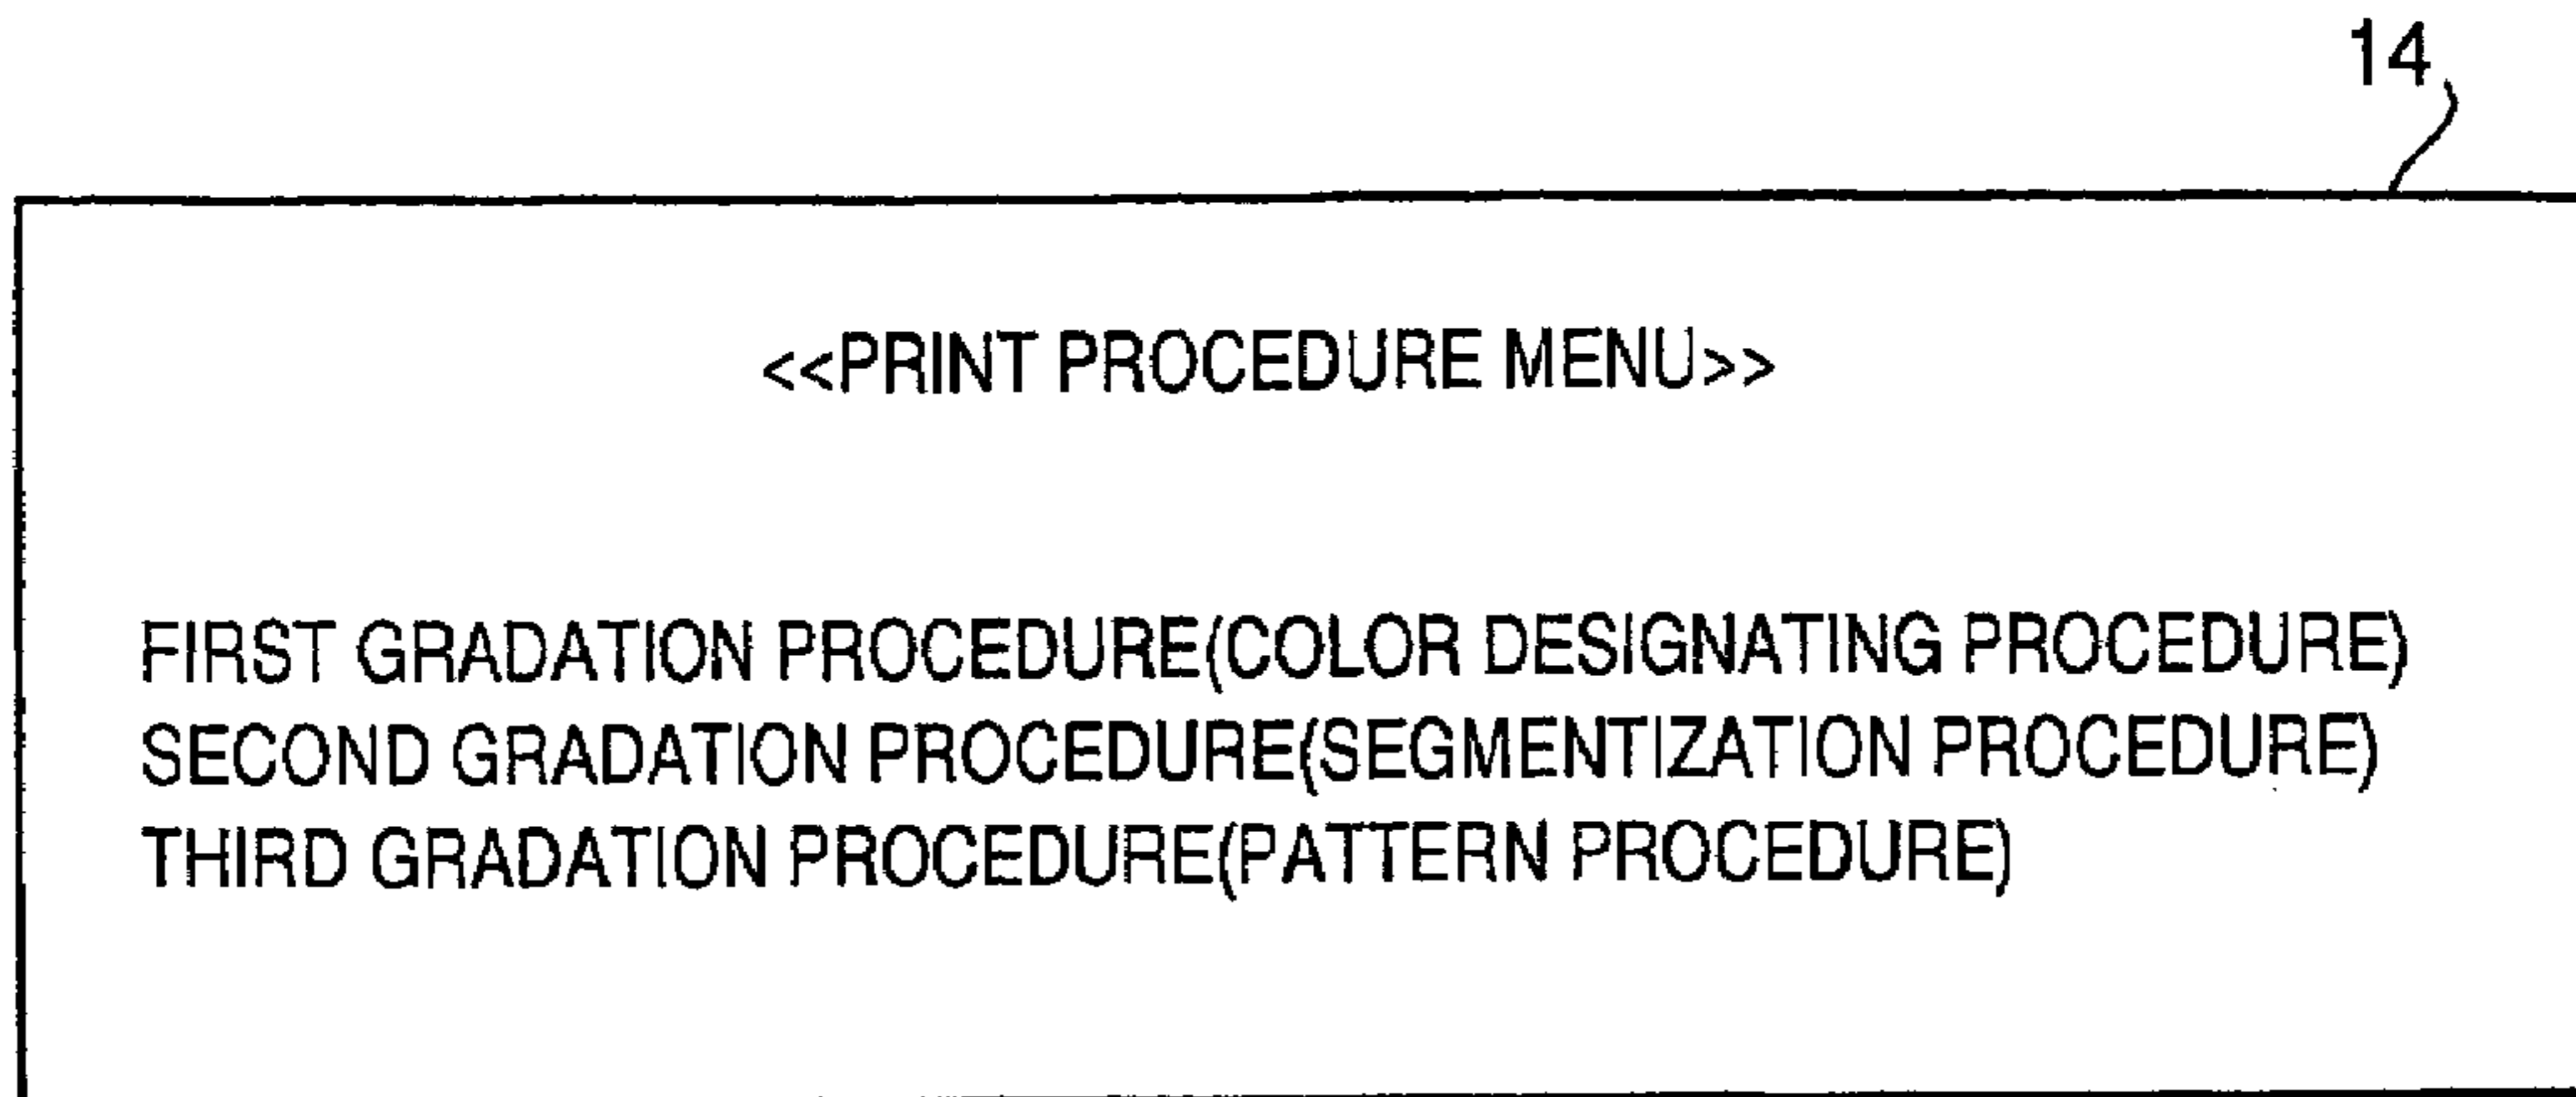 14
<<PRINT PROCEDURE MENU>>
FIRST GRADATION PROCEDURE(COLOR DESIGNATING PROCEDURE)
SECOND GRADATION PROCEDURE(SEGMENTIZATION PROCEDURE)
THIRD GRADATION PROCEDURE(PATTERN PROCEDURE)